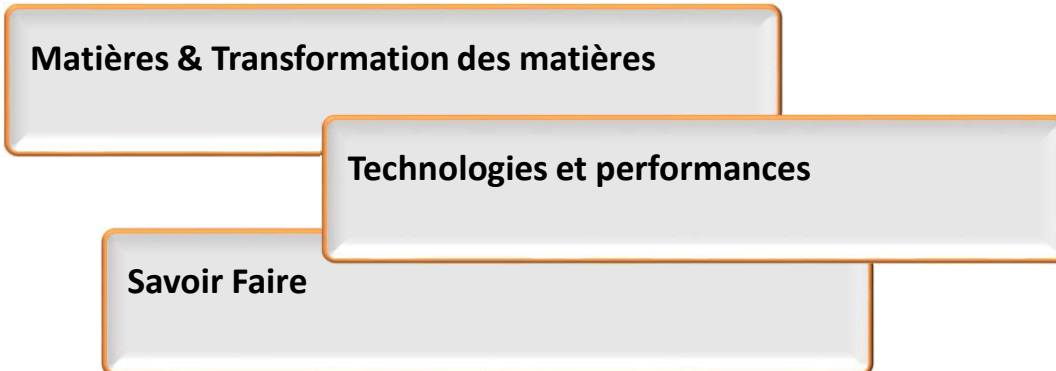 Matières & Transformation des matières
Technologies et performances
Savoir Faire